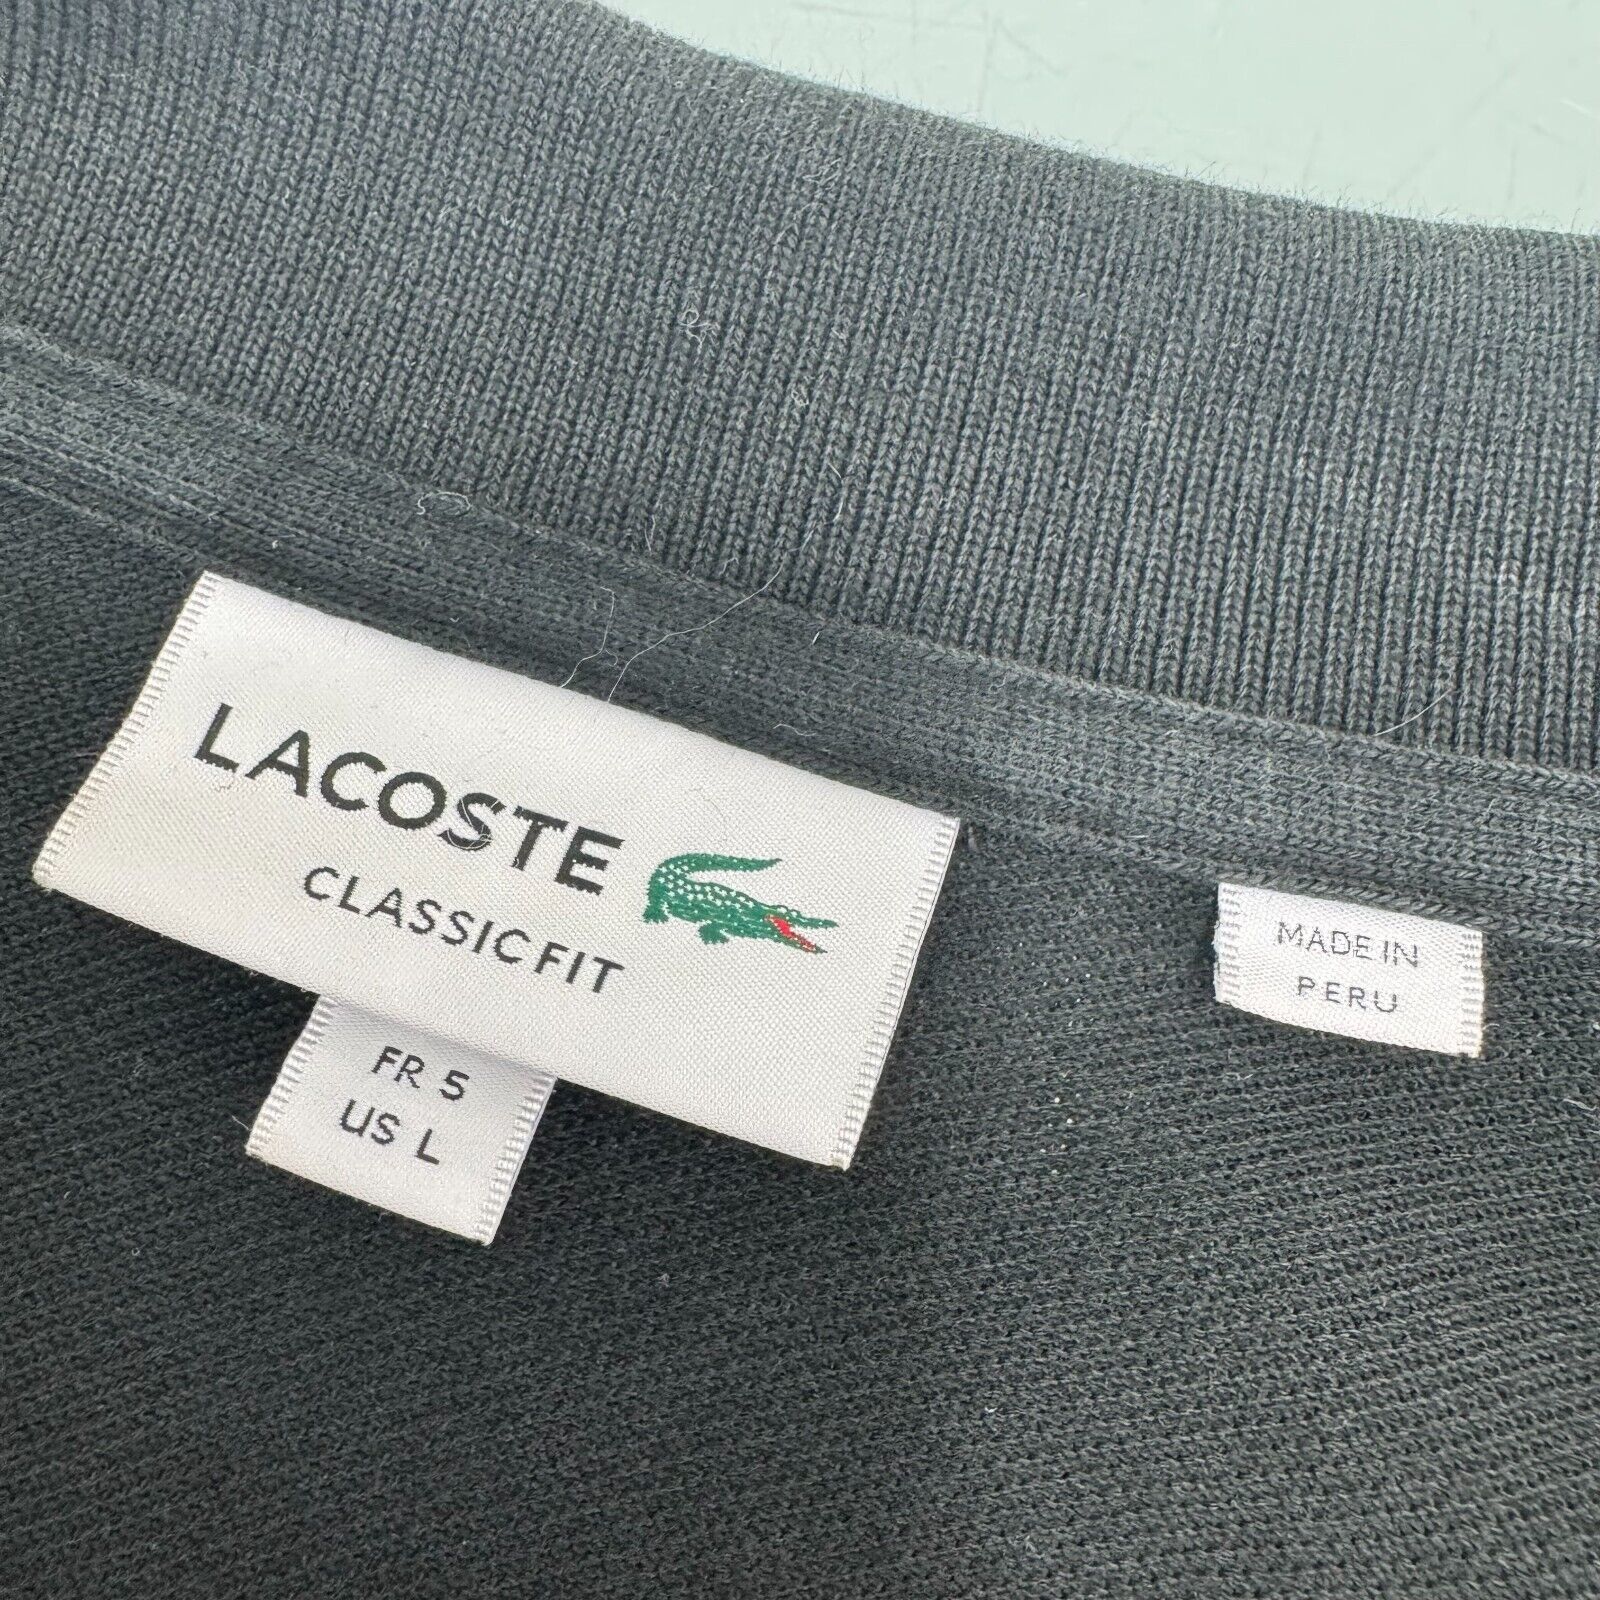 LACOSTE
CLASSIC FIT
FR 5
US L
MADE IN
PERU